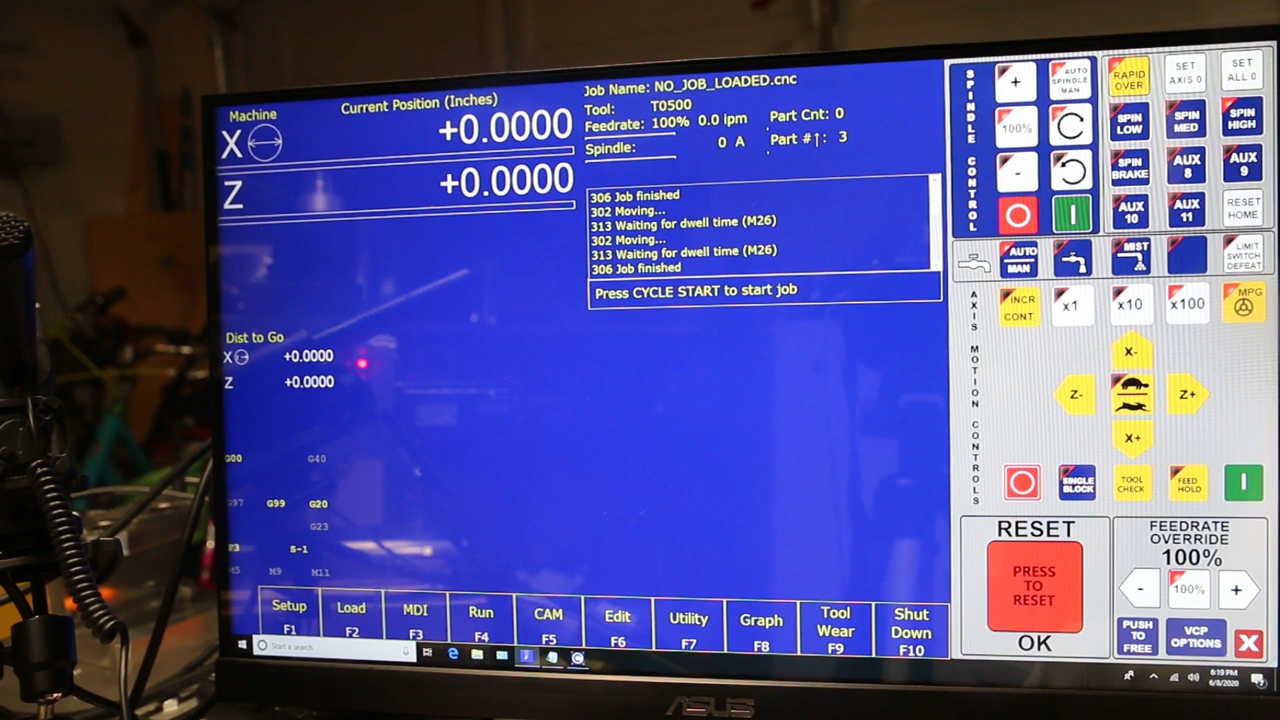 Machine
Current Position (Inches)
X +0.0000
Z +0.0000
Job Name: NO_JOB_LOADED.cnc
Tool: T0500
Feedrate: 100% 0.0 ipm Part Cnt: 0
Spindle: 0 A Part #↑: 3
306 Job finished
302 Moving...
313 Waiting for dwell time (M26)
302 Moving...
313 Waiting for dwell time (M26)
306 Job finished
Press CYCLE START to start job
Dist to Go
X +0.0000
Z +0.0000
G00 G40
G97 G99 G20
G23
S-1
M9 M11
Setup F1
Load F2
MDI F3
Run F4
CAM F5
Edit F6
Utility F7
Graph F8
Tool Wear F9
Shut Down F10
Start a search
SPINDLE CONTROL
+
AUTO SPINDLE MAN
RAPID OVER
SET AXIS 0
SET ALL 0
100%
SPIN LOW
SPIN MED
SPIN HIGH
-
SPIN BRAKE
AUX 8
AUX 9
AUX 10
AUX 11
RESET HOME
AUTO MAN
MIST
LIMIT SWITCH DEFEAT
AXIS MOTION CONTROLS
INCR CONT
x1
x10
x100
MPG
X-
Z-
Z+
X+
SINGLE BLOCK
TOOL CHECK
FEED HOLD
RESET
PRESS TO RESET
OK
FEEDRATE OVERRIDE
100%
-
100%
+
PUSH TO FREE
VCP OPTIONS
X
6:19 PM
6/8/2020
ASUS